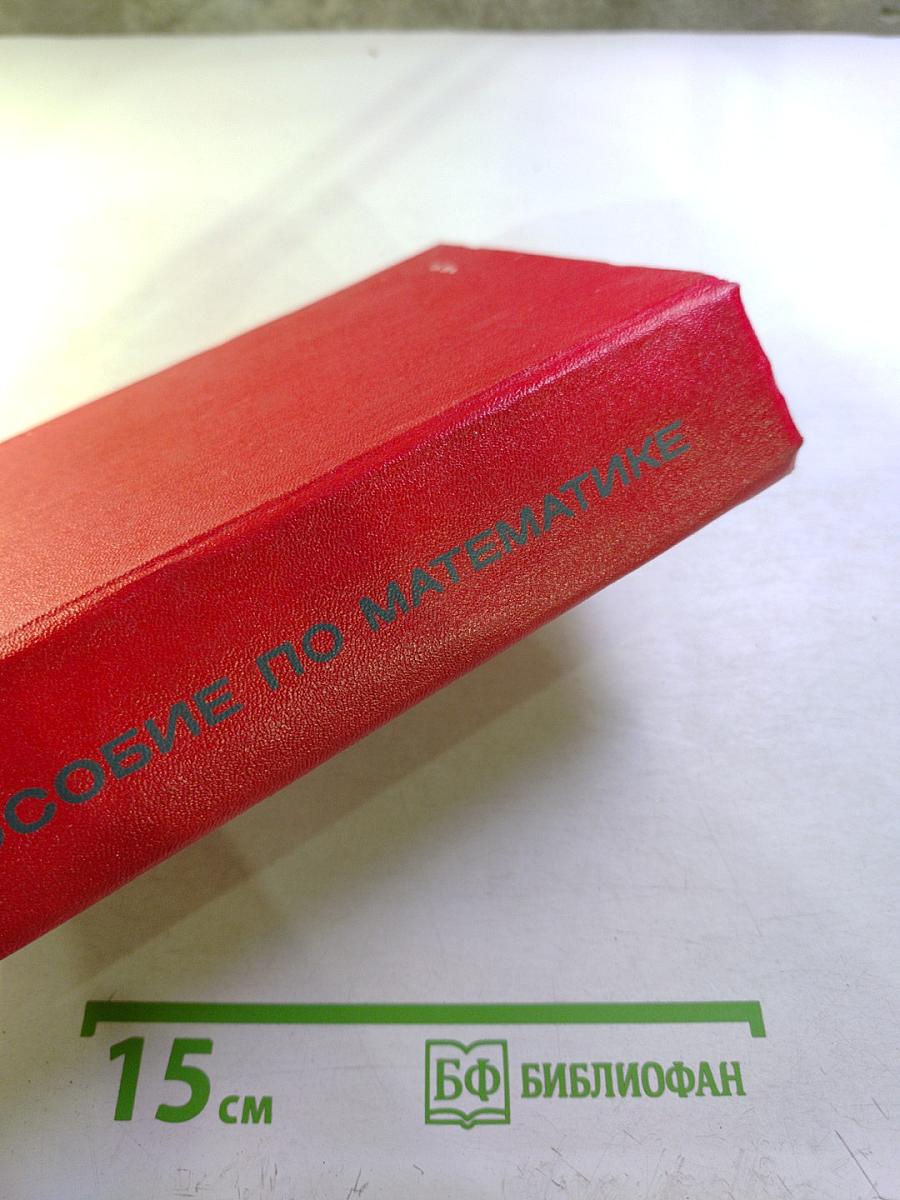 ОСОБИЕ ПО МАТЕМАТИКЕ
15 см
БФ БИБЛИОФАН